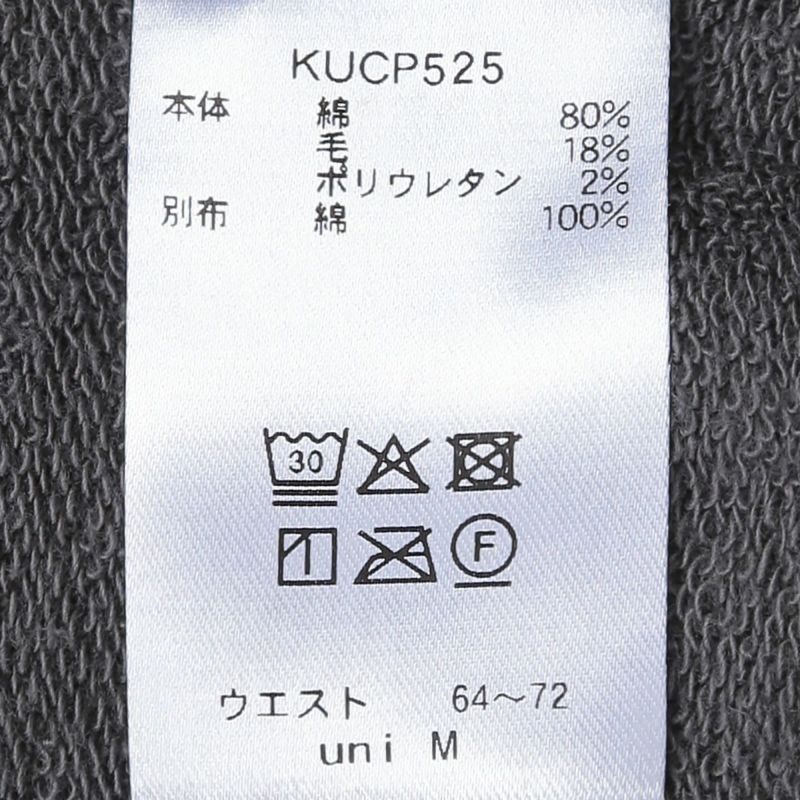 KUCP525
本体 綿 80%
毛 18%
ポリウレタン 2%
別布 綿 100%
30
F
ウエスト 64～72
uni M